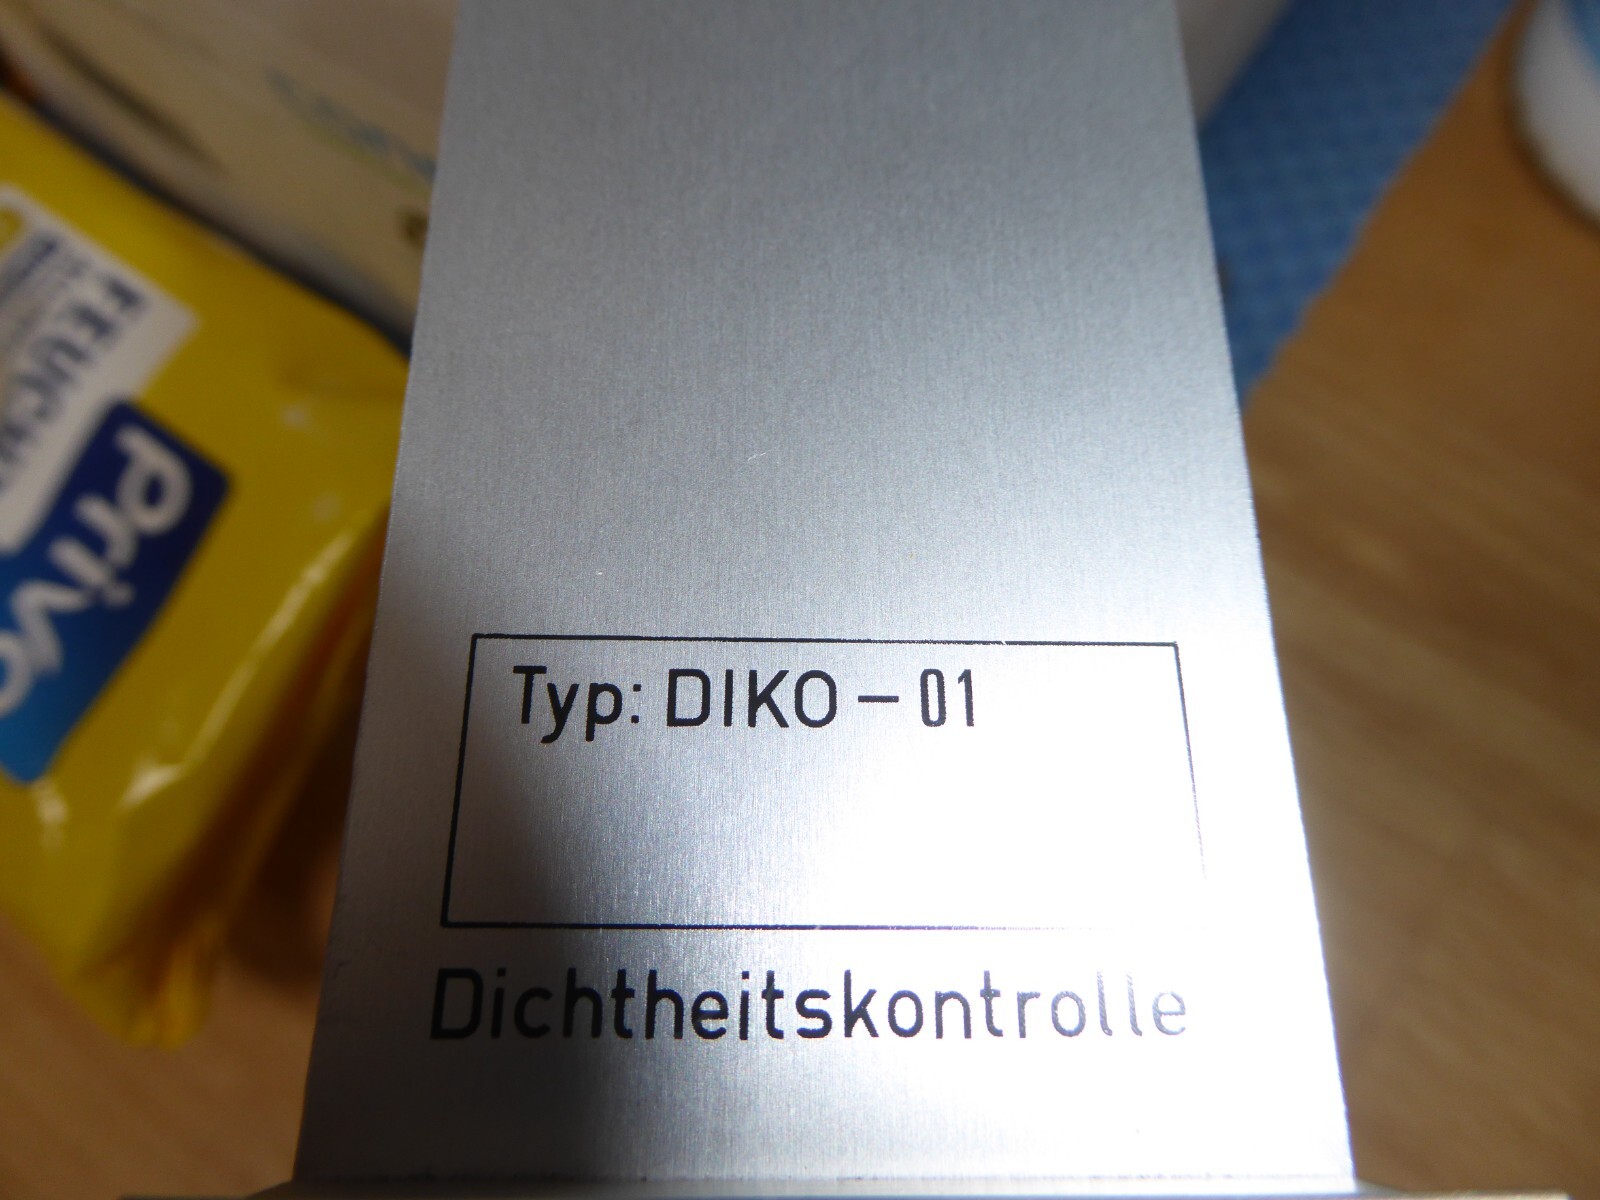 Typ: DIKO – 01
Dichtheitskontrolle